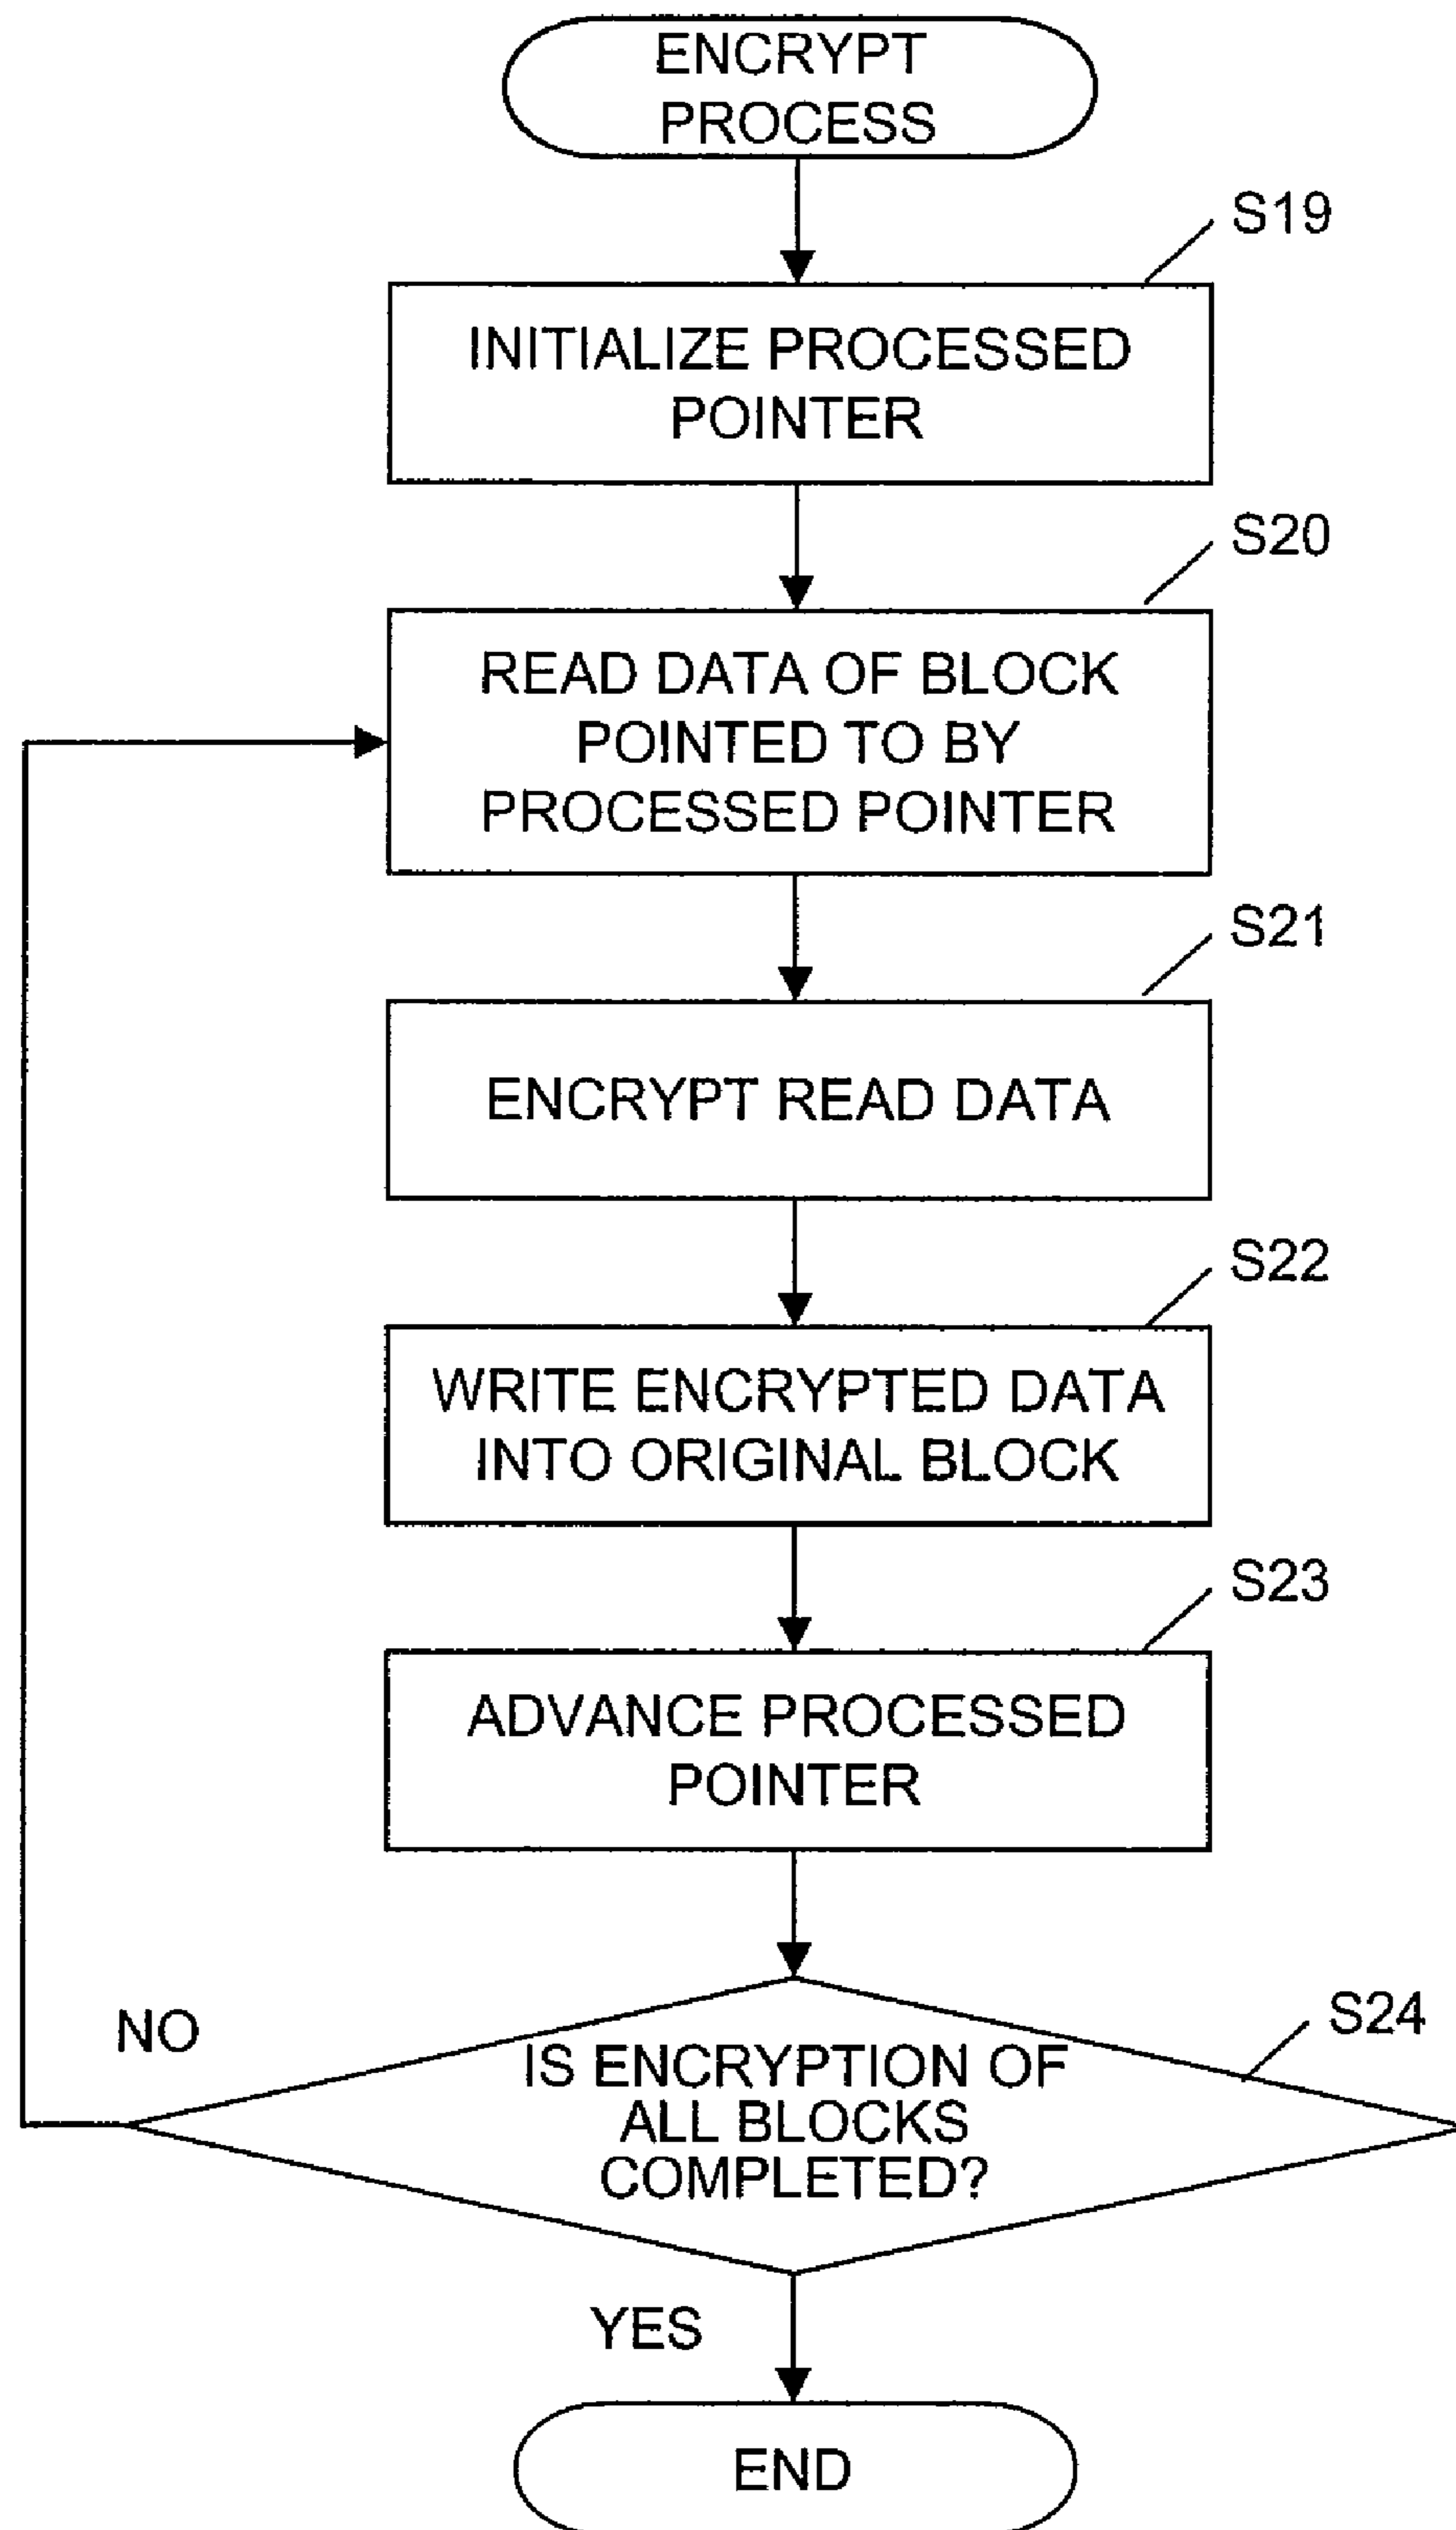 ENCRYPT
PROCESS
S19
INITIALIZE PROCESSED
POINTER
S20
READ DATA OF BLOCK
POINTED TO BY
PROCESSED POINTER
S21
ENCRYPT READ DATA
S22
WRITE ENCRYPTED DATA
INTO ORIGINAL BLOCK
S23
ADVANCE PROCESSED
POINTER
S24
NO
IS ENCRYPTION OF
ALL BLOCKS
COMPLETED?
YES
END